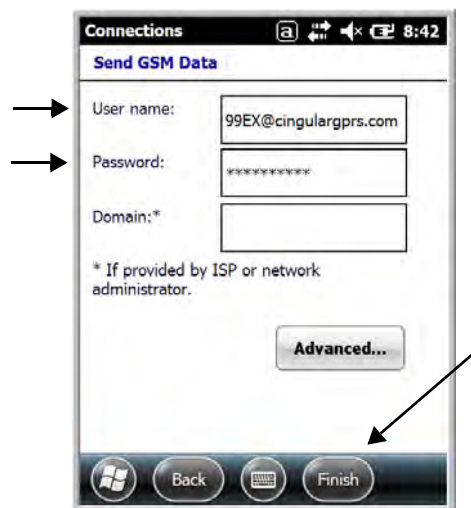 Connections a 8:42
Send GSM Data
User name:
99EX@cingulargprs.com
Password:
**********
Domain:*
* If provided by ISP or network
administrator.
Advanced...
Back Finish